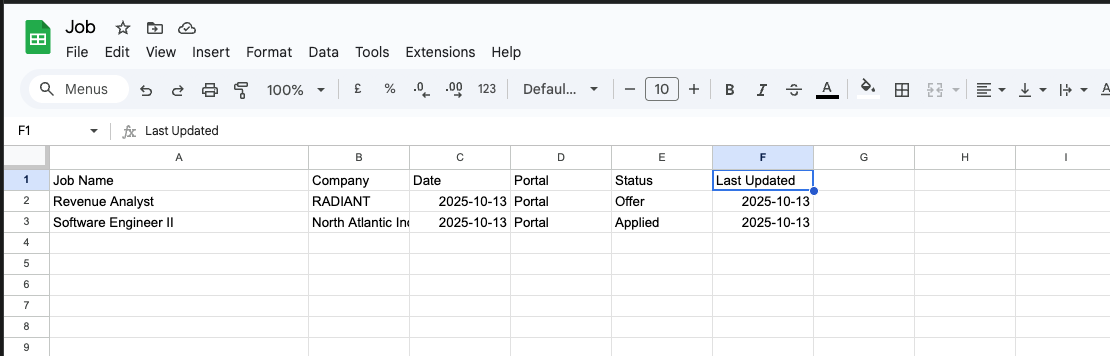 Job
File Edit View Insert Format Data Tools Extensions Help
Menus 100% £ % .0 .00 123 Defaul... 10 B I A
F1 fx Last Updated
A B C D E F G H I
1 Job Name Company Date Portal Status Last Updated
2 Revenue Analyst RADIANT 2025-10-13 Portal Offer 2025-10-13
3 Software Engineer II North Atlantic Inc 2025-10-13 Portal Applied 2025-10-13
4
5
6
7
8
9